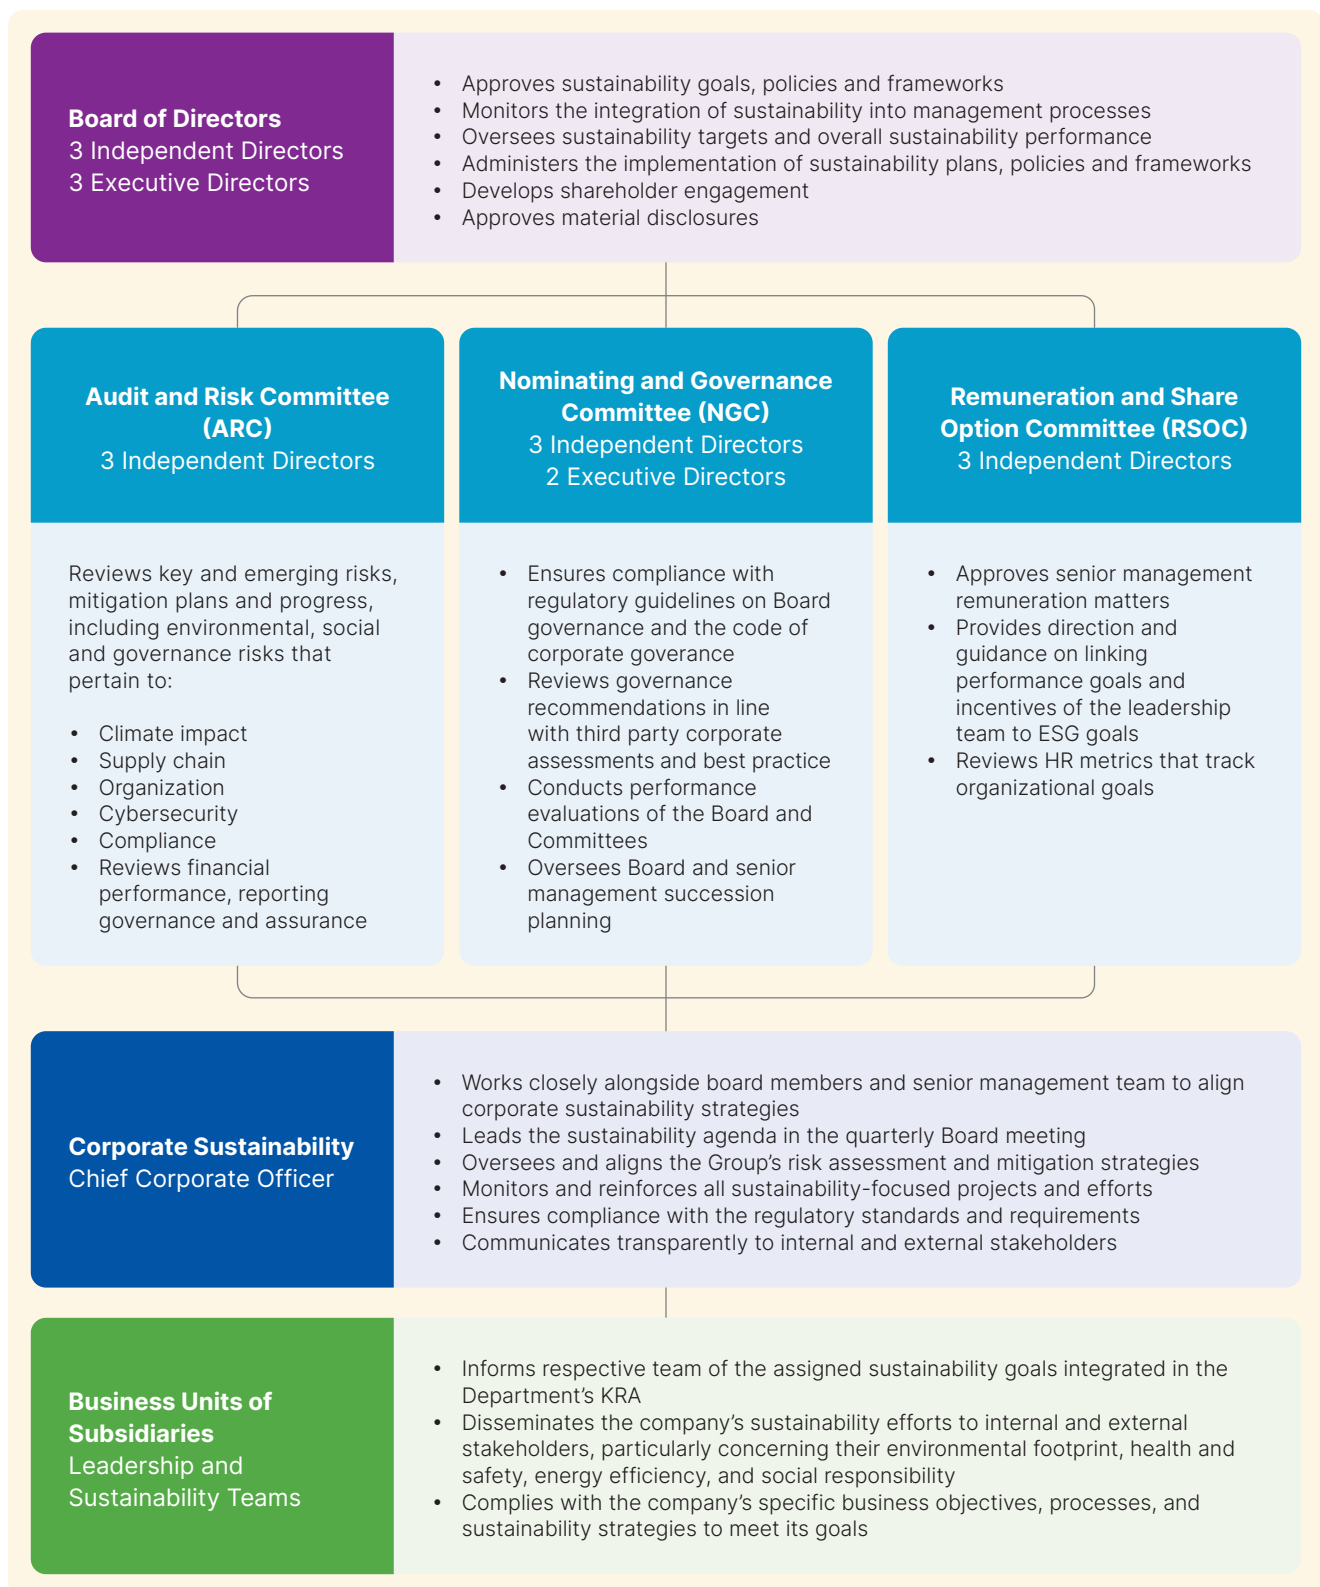 Board of Directors
3 Independent Directors
3 Executive Directors
• Approves sustainability goals, policies and frameworks
• Monitors the integration of sustainability into management processes
• Oversees sustainability targets and overall sustainability performance
• Administers the implementation of sustainability plans, policies and frameworks
• Develops shareholder engagement
• Approves material disclosures
Audit and Risk Committee
(ARC)
3 Independent Directors
Reviews key and emerging risks,
mitigation plans and progress,
including environmental, social
and governance risks that
pertain to:
• Climate impact
• Supply chain
• Organization
• Cybersecurity
• Compliance
• Reviews financial
performance, reporting
governance and assurance
Nominating and Governance
Committee (NGC)
3 Independent Directors
2 Executive Directors
• Ensures compliance with
regulatory guidelines on Board
governance and the code of
corporate goverance
• Reviews governance
recommendations in line
with third party corporate
assessments and best practice
• Conducts performance
evaluations of the Board and
Committees
• Oversees Board and senior
management succession
planning
Remuneration and Share
Option Committee (RSOC)
3 Independent Directors
• Approves senior management
remuneration matters
• Provides direction and
guidance on linking
performance goals and
incentives of the leadership
team to ESG goals
• Reviews HR metrics that track
organizational goals
Corporate Sustainability
Chief Corporate Officer
• Works closely alongside board members and senior management team to align
corporate sustainability strategies
• Leads the sustainability agenda in the quarterly Board meeting
• Oversees and aligns the Group’s risk assessment and mitigation strategies
• Monitors and reinforces all sustainability-focused projects and efforts
• Ensures compliance with the regulatory standards and requirements
• Communicates transparently to internal and external stakeholders
Business Units of
Subsidiaries
Leadership and
Sustainability Teams
• Informs respective team of the assigned sustainability goals integrated in the
Department’s KRA
• Disseminates the company’s sustainability efforts to internal and external
stakeholders, particularly concerning their environmental footprint, health and
safety, energy efficiency, and social responsibility
• Complies with the company’s specific business objectives, processes, and
sustainability strategies to meet its goals